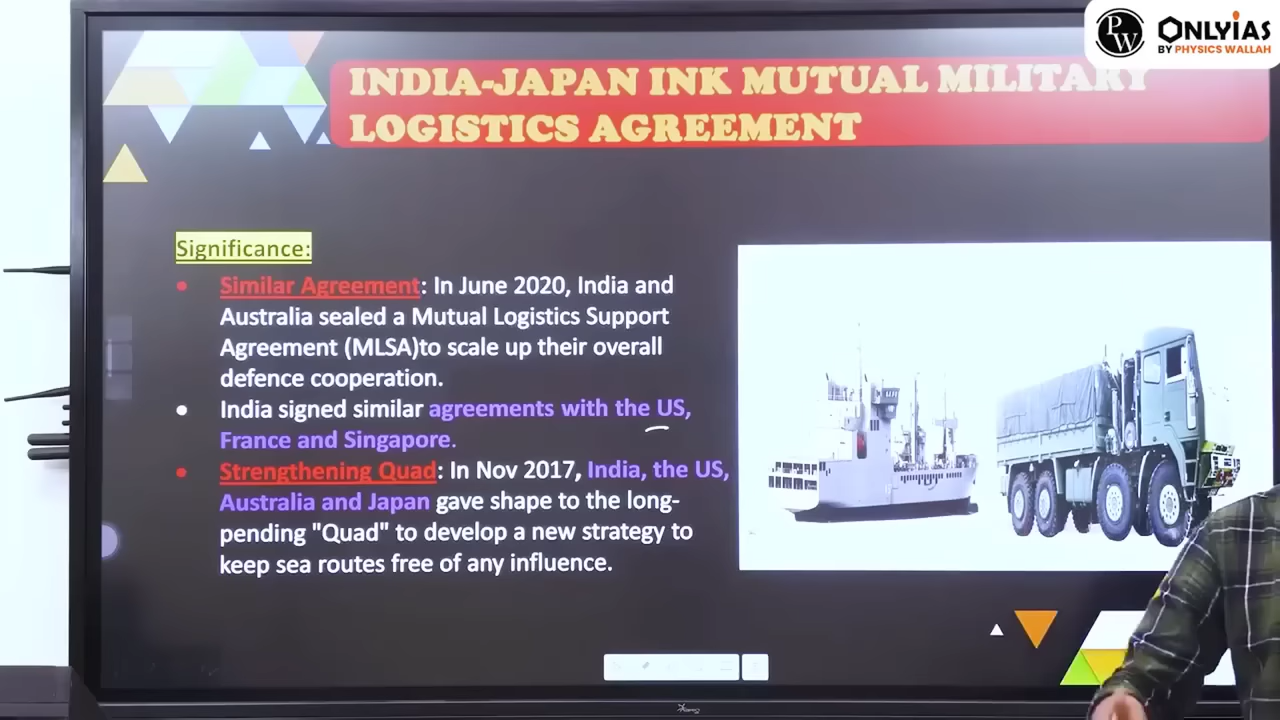 PW
ONLYIAS
BY PHYSICS WALLAH
INDIA-JAPAN INK MUTUAL MILITARY
LOGISTICS AGREEMENT
Significance:
• Similar Agreement: In June 2020, India and
Australia sealed a Mutual Logistics Support
Agreement (MLSA)to scale up their overall
defence cooperation.
• India signed similar agreements with the US,
France and Singapore.
• Strengthening Quad: In Nov 2017, India, the US,
Australia and Japan gave shape to the long-
pending "Quad" to develop a new strategy to
keep sea routes free of any influence.